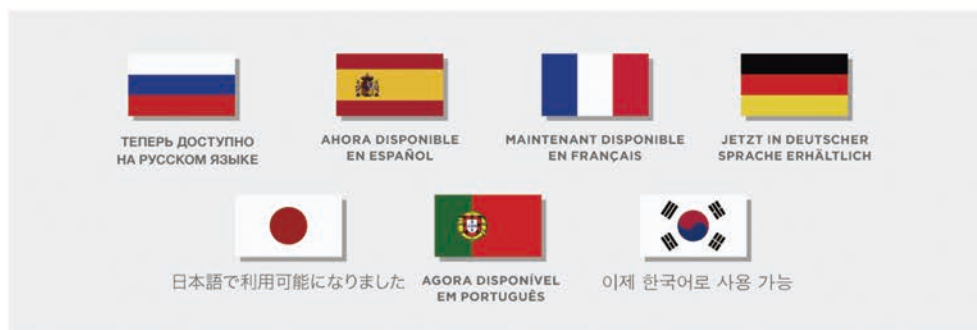 ТЕПЕРЬ ДОСТУПНО
НА РУССКОМ ЯЗЫКЕ
AHORA DISPONIBLE
EN ESPAÑOL
MAINTENANT DISPONIBLE
EN FRANÇAIS
JETZT IN DEUTSCHER
SPRACHE ERHÄLTLICH
日本語で利用可能になりました
AGORA DISPONÍVEL
EM PORTUGUÊS
이제 한국어로 사용 가능